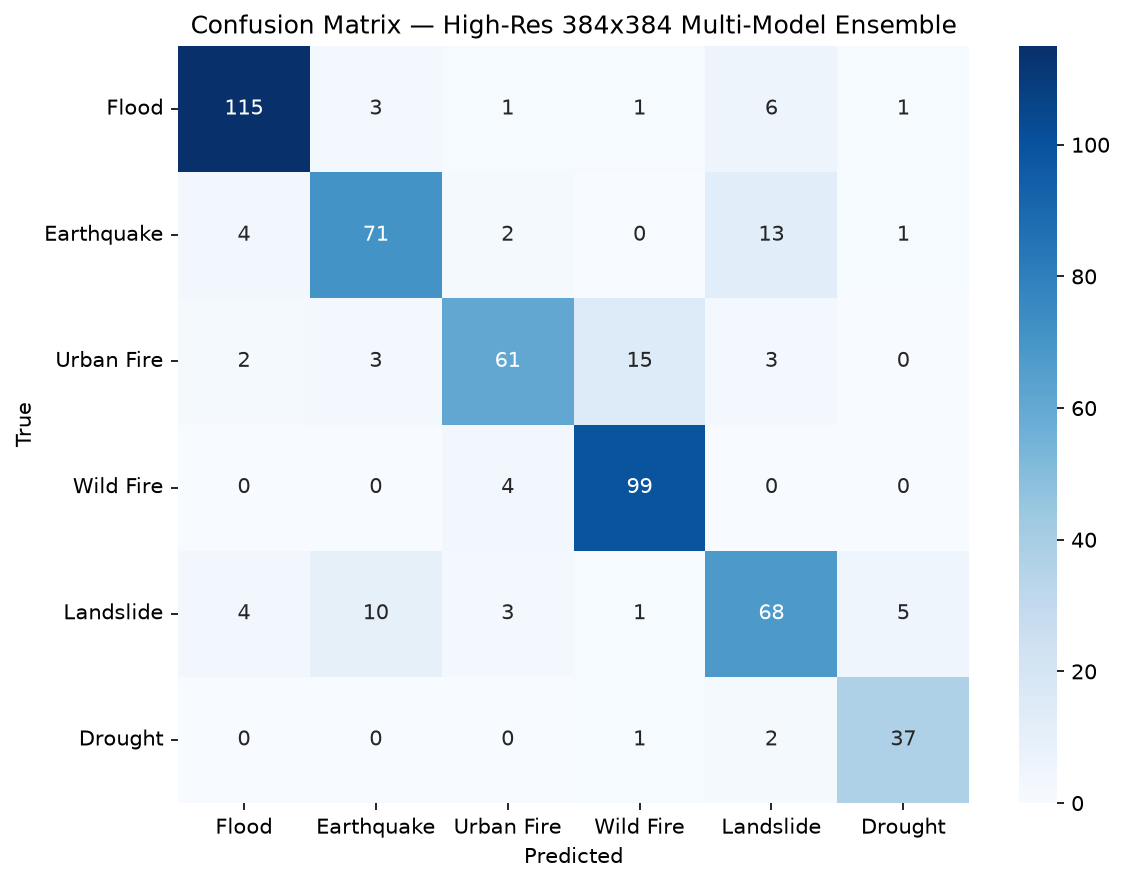 Confusion Matrix — High-Res 384x384 Multi-Model Ensemble
Flood 115 3 1 1 6 1
Earthquake 4 71 2 0 13 1
Urban Fire 2 3 61 15 3 0
Wild Fire 0 0 4 99 0 0
Landslide 4 10 3 1 68 5
Drought 0 0 0 1 2 37
True
Flood Earthquake Urban Fire Wild Fire Landslide Drought
Predicted
100
80
60
40
20
0